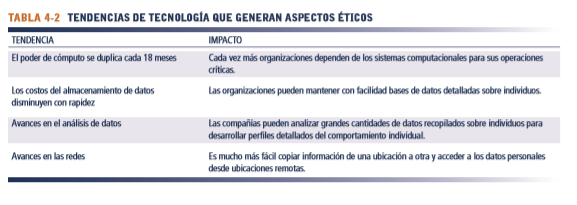 TABLA 4-2 TENDENCIAS DE TECNOLOGÍA QUE GENERAN ASPECTOS ÉTICOS
TENDENCIA IMPACTO
El poder de cómputo se duplica cada 18 meses Cada vez más organizaciones dependen de los sistemas computacionales para sus operaciones
críticas.
Los costos del almacenamiento de datos Las organizaciones pueden mantener con facilidad bases de datos detalladas sobre individuos.
disminuyen con rapidez
Avances en el análisis de datos Las compañías pueden analizar grandes cantidades de datos recopilados sobre individuos para
desarrollar perfiles detallados del comportamiento individual.
Avances en las redes Es mucho más fácil copiar información de una ubicación a otra y acceder a los datos personales
desde ubicaciones remotas.